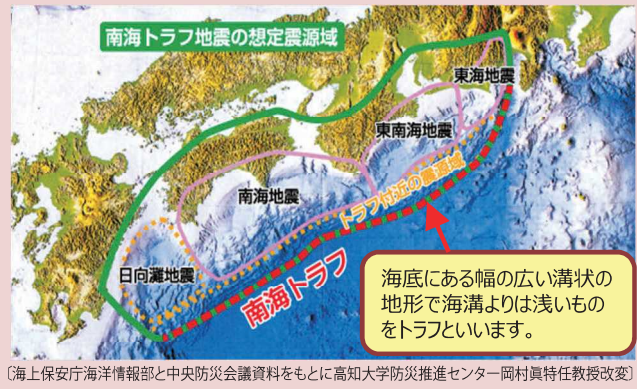 南海トラフ地震の想定震源域
東海地震
東南海地震
南海地震
トラフ付近の震源域
日向灘地震
南海トラフ
海底にある幅の広い溝状の
地形で海溝よりは浅いもの
をトラフといいます。
〔海上保安庁海洋情報部と中央防災会議資料をもとに高知大学防災推進センター岡村眞特任教授改変〕